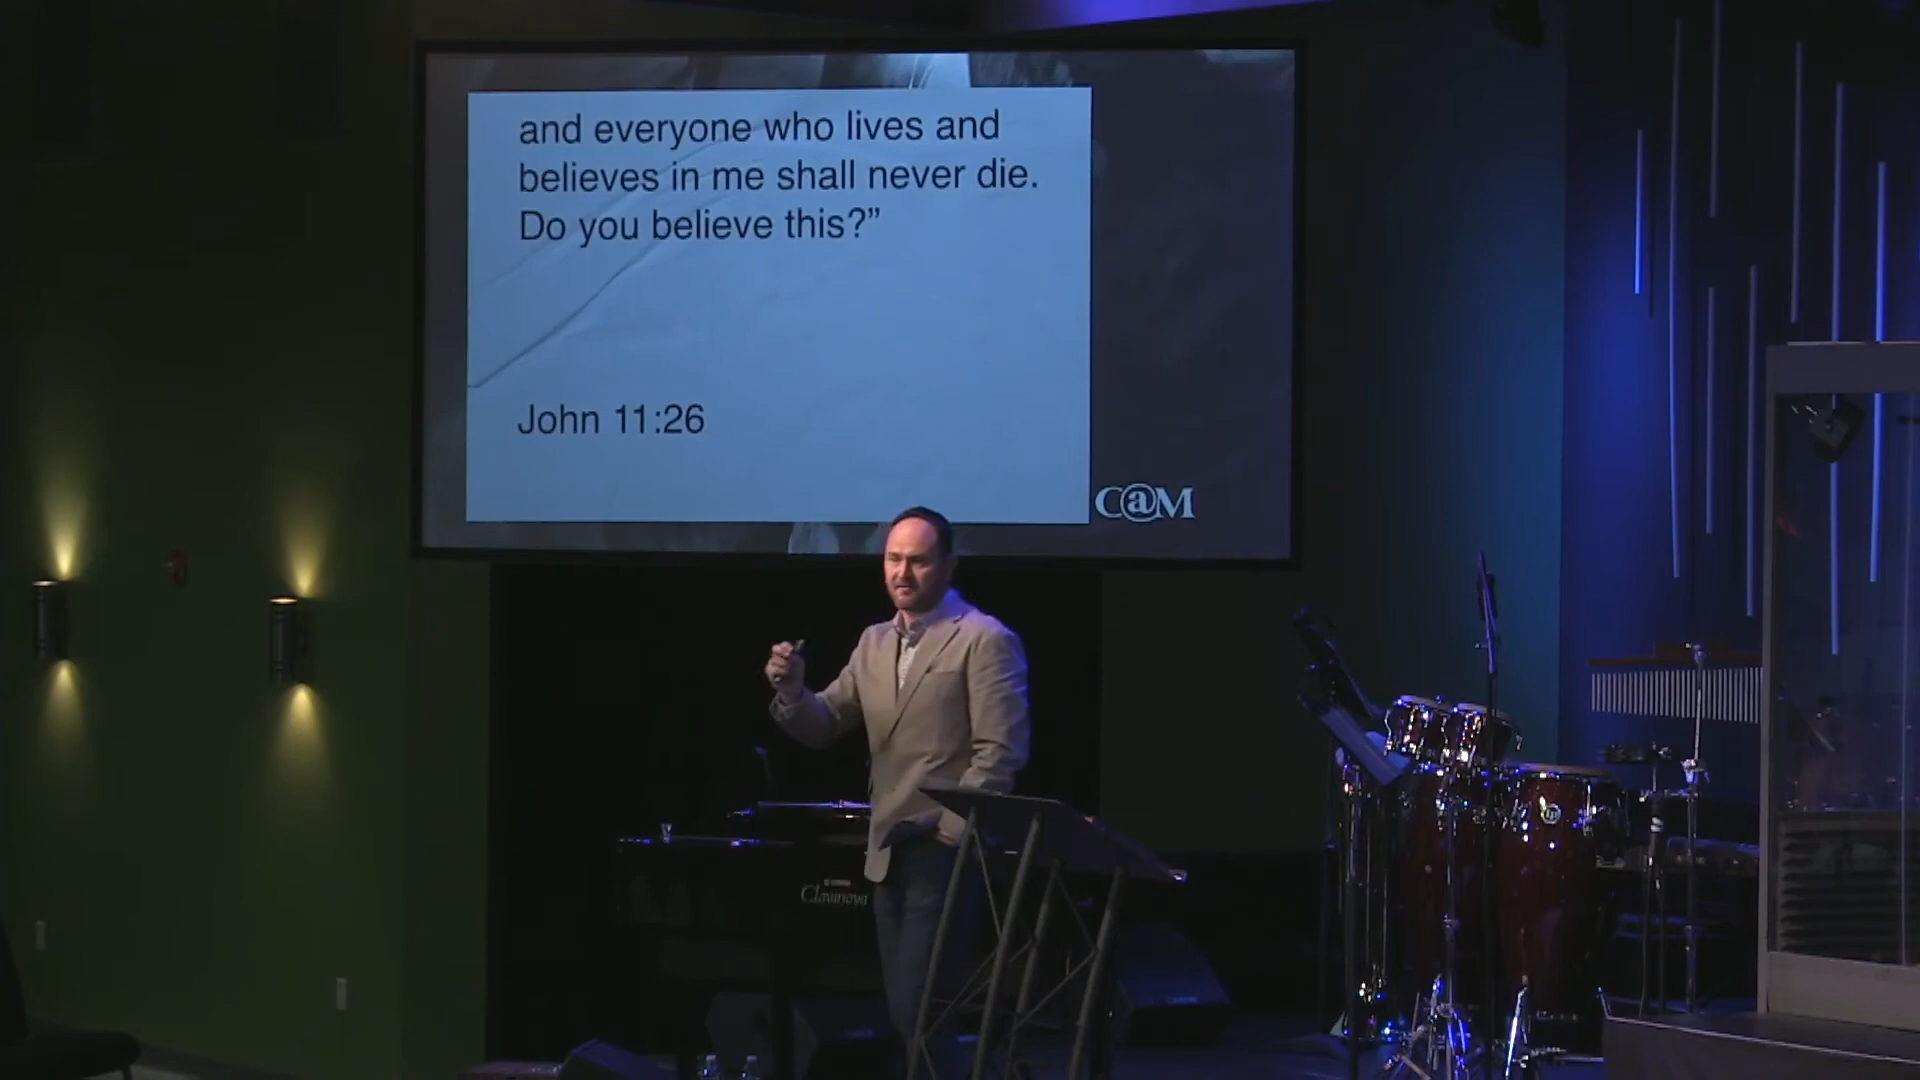 and everyone who lives and
believes in me shall never die.
Do you believe this?”
John 11:26
C@M
Clavinova
LP